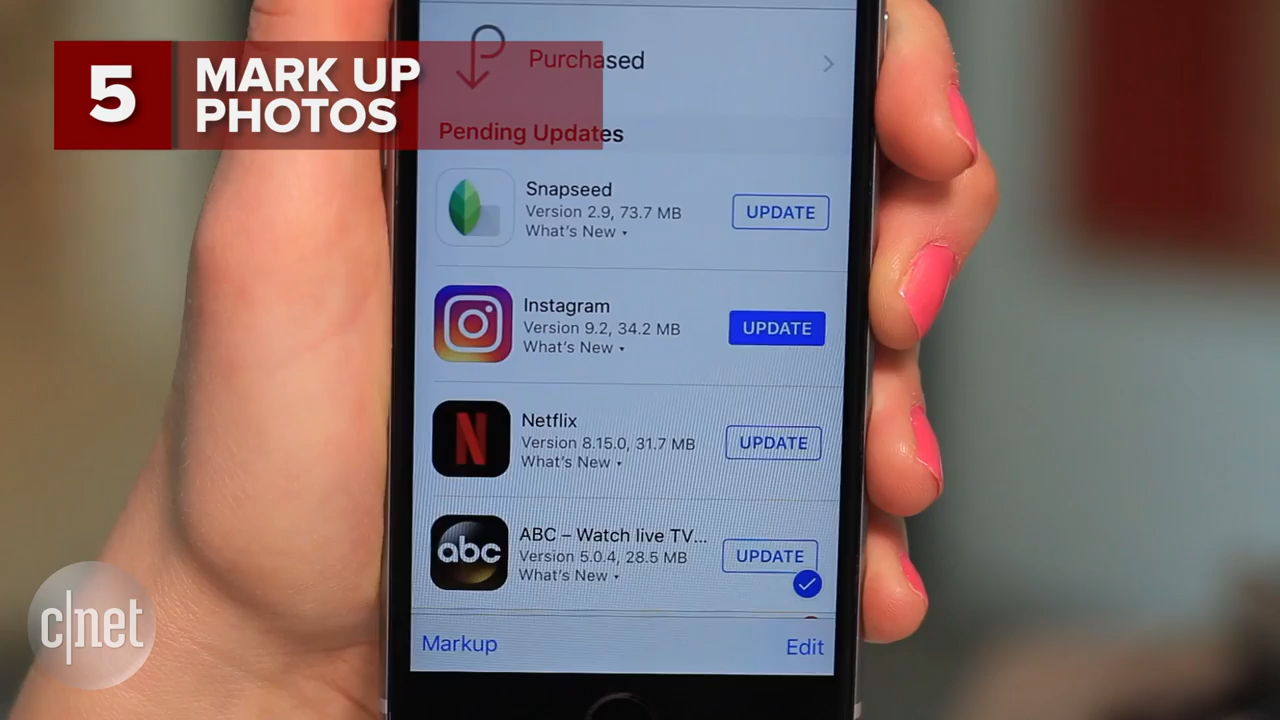 5
MARK UP
PHOTOS
Purchased
Pending Updates
Snapseed
Version 2.9, 73.7 MB
What's New
UPDATE
Instagram
Version 9.2, 34.2 MB
What's New
UPDATE
Netflix
Version 8.15.0, 31.7 MB
What's New
UPDATE
abc
ABC – Watch live TV...
Version 5.0.4, 28.5 MB
What's New
UPDATE
Markup
Edit
c|net